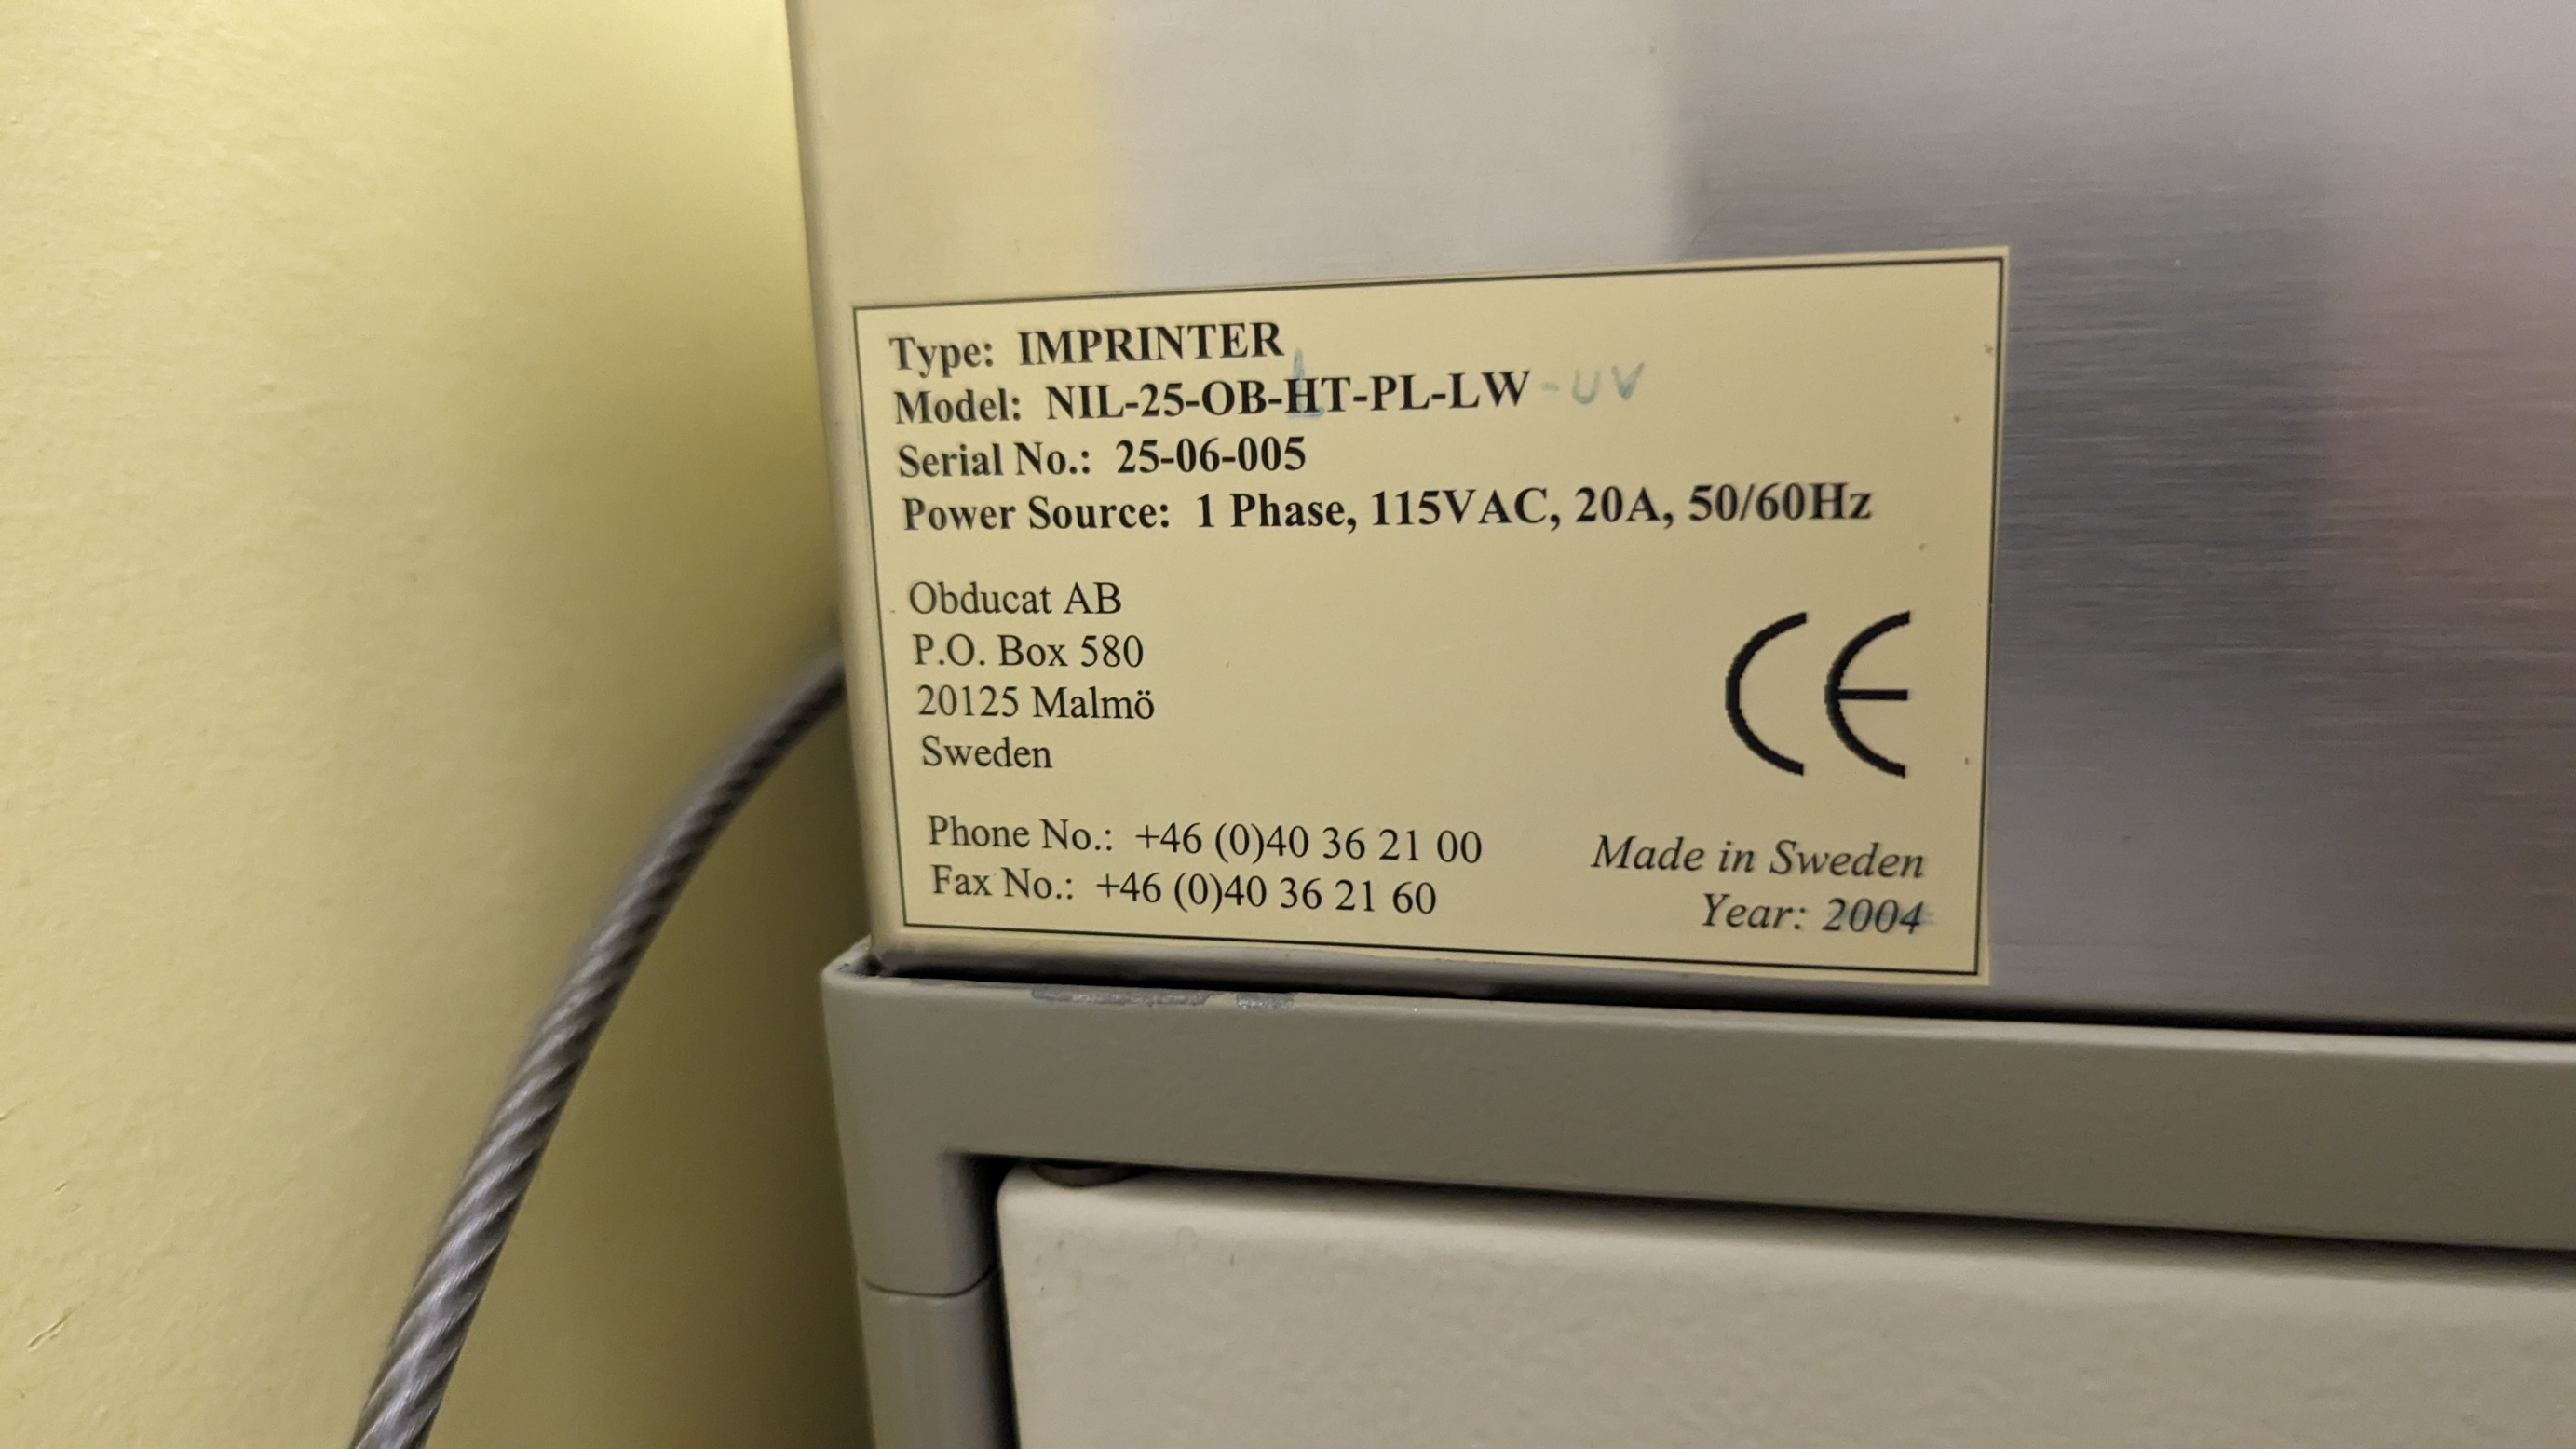 Type: IMPRINTER
Model: NIL-25-OB-HT-PL-LW -UV
Serial No.: 25-06-005
Power Source: 1 Phase, 115VAC, 20A, 50/60Hz
Obducat AB
P.O. Box 580
20125 Malmö
Sweden
CE
Phone No.: +46 (0)40 36 21 00
Fax No.: +46 (0)40 36 21 60
Made in Sweden
Year: 2004